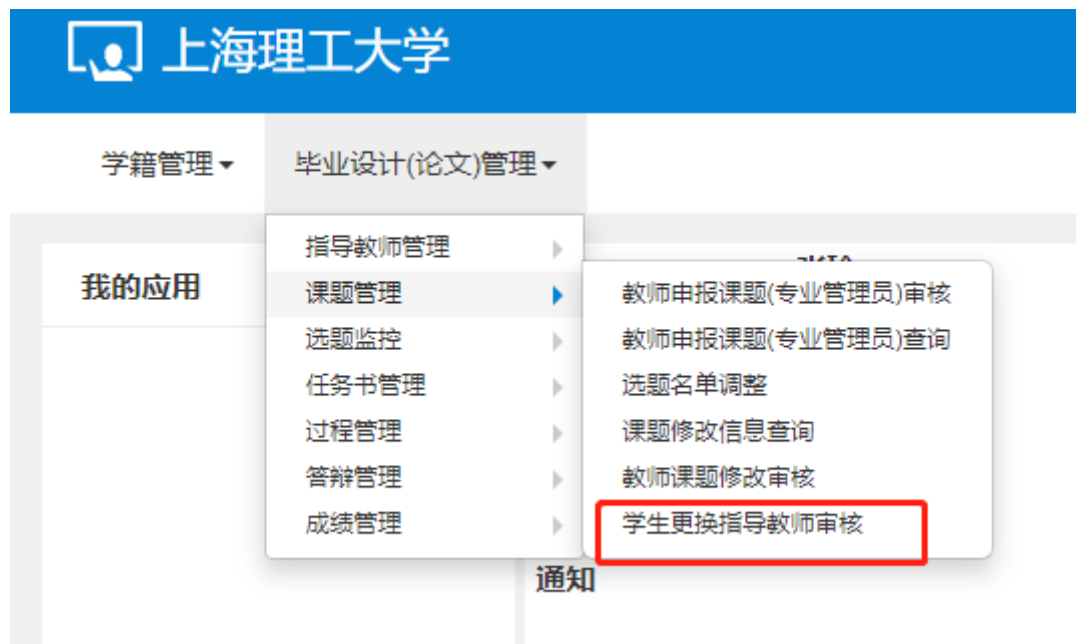 上海理工大学
学籍管理
毕业设计(论文)管理
我的应用
指导教师管理
课题管理
选题监控
任务书管理
过程管理
答辩管理
成绩管理
教师申报课题(专业管理员)审核
教师申报课题(专业管理员)查询
选题名单调整
课题修改信息查询
教师课题修改审核
学生更换指导教师审核
通知